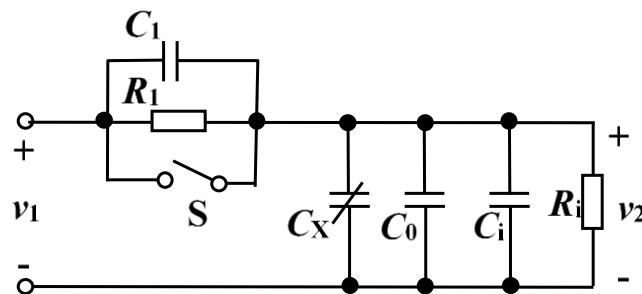 C1
R1
+
S
v1
CX
C0
Ci
Ri
+
v2
-
-